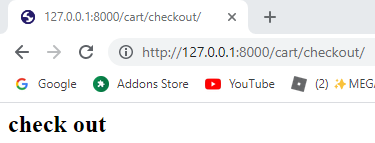 127.0.0.1:8000/cart/checkout/
http://127.0.0.1:8000/cart/checkout/
Google Addons Store YouTube (2) ✨MEGA
check out